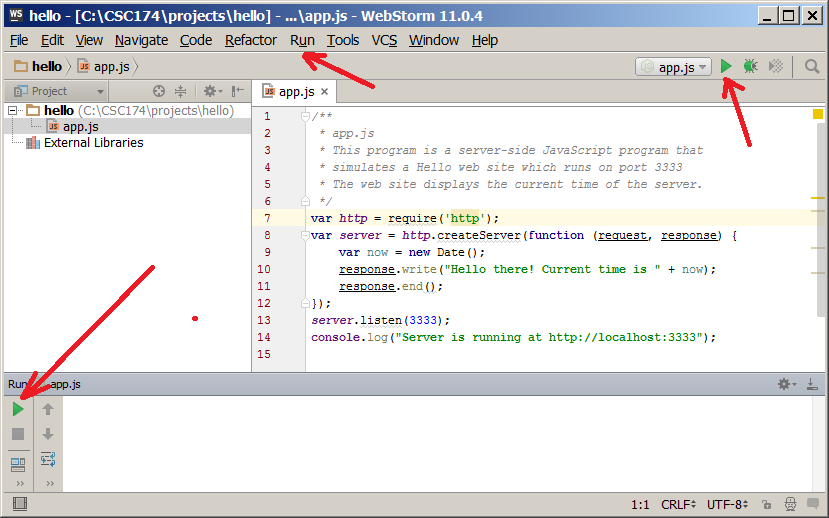 WS hello - [C:\CSC174\projects\hello] - ...\app.js - WebStorm 11.0.4
File Edit View Navigate Code Refactor Run Tools VCS Window Help
hello app.js app.js
Project
app.js ×
hello (C:\CSC174\projects\hello)
app.js
External Libraries
1 /**
2 * app.js
3 * This program is a server-side JavaScript program that
4 * simulates a Hello web site which runs on port 3333
5 * The web site displays the current time of the server.
6 */
7 var http = require('http');
8 var server = http.createServer(function (request, response) {
9 var now = new Date();
10 response.write("Hello there! Current time is " + now);
11 response.end();
12 });
13 server.listen(3333);
14 console.log("Server is running at http://localhost:3333");
15
Run app.js
1:1 CRLF UTF-8